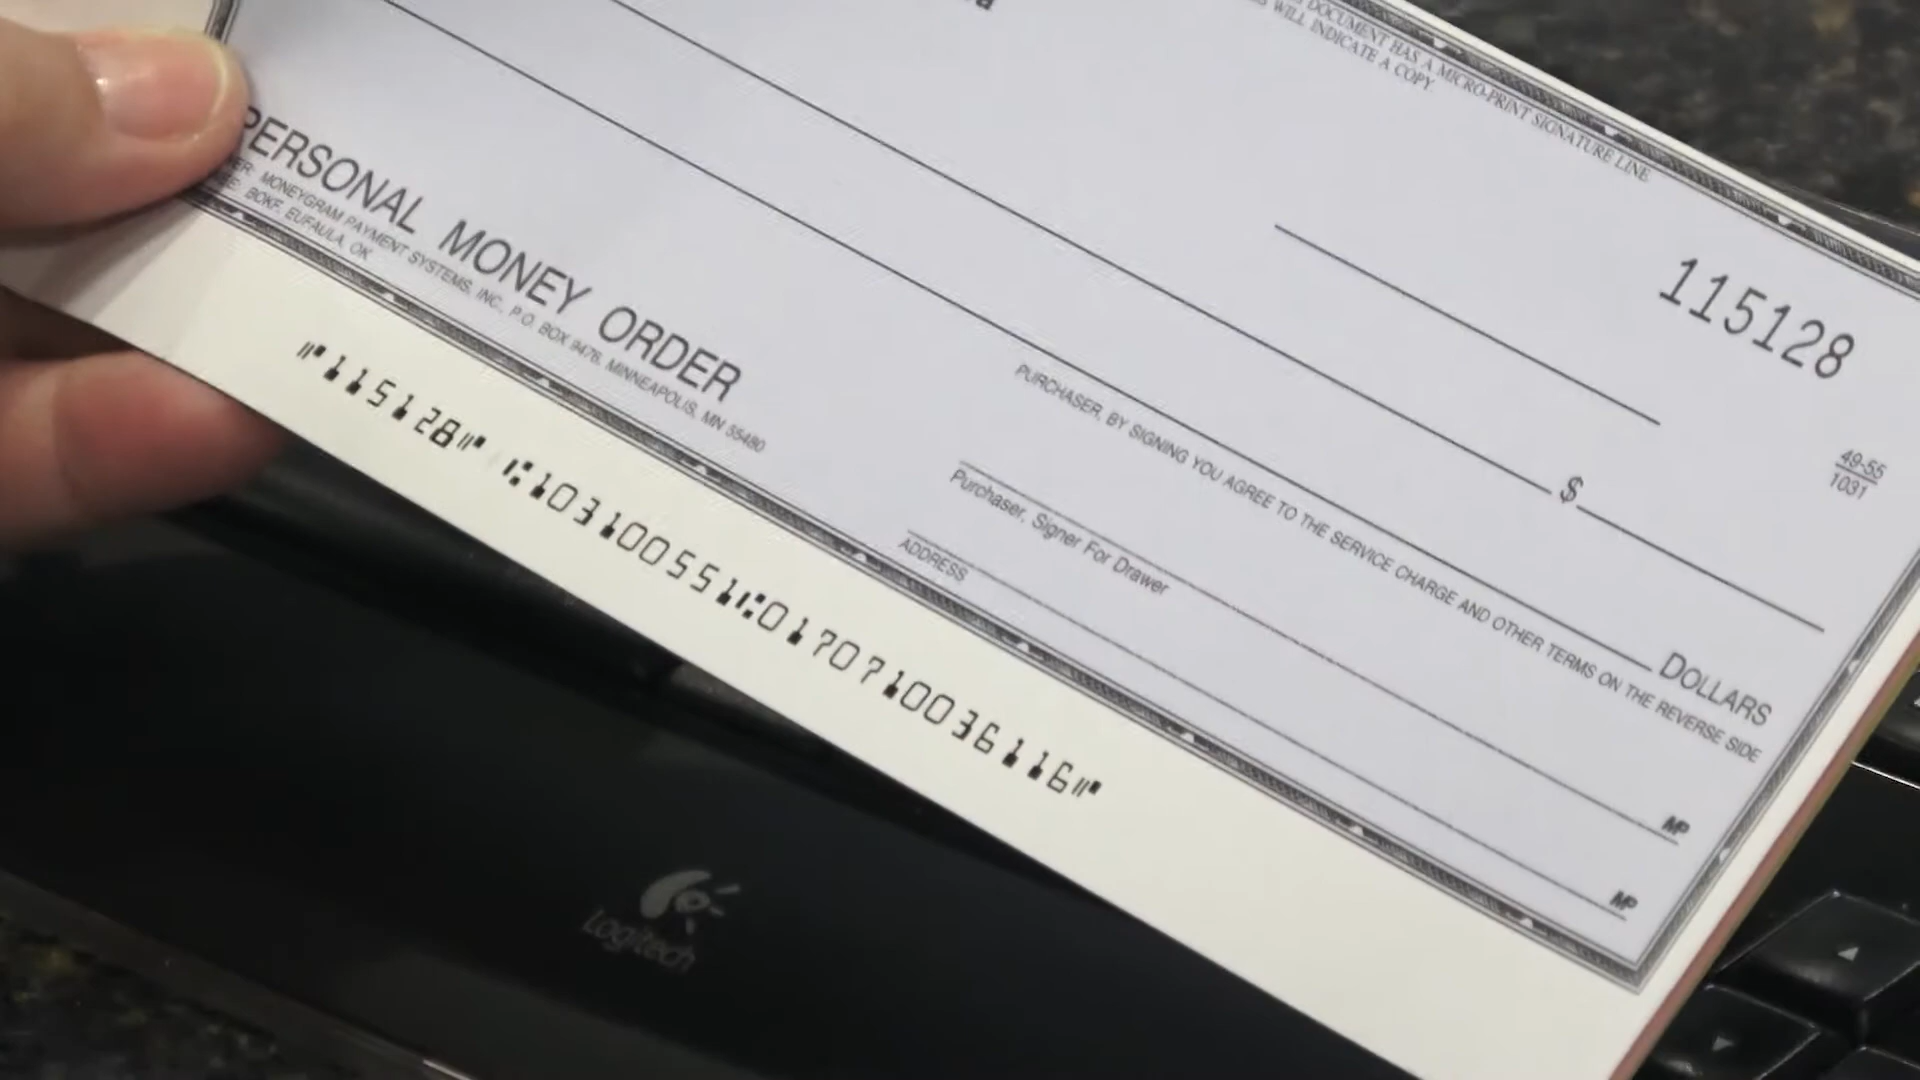 DOCUMENT HAS A MICRO-PRINT SIGNATURE LINE
WILL INDICATE A COPY.
115128
49-55
1031
$
DOLLARS
PERSONAL MONEY ORDER
MONEYGRAM PAYMENT SYSTEMS, INC., P.O. BOX 9476, MINNEAPOLIS, MN 55480
BOKF, EUFAULA, OK
PURCHASER, BY SIGNING YOU AGREE TO THE SERVICE CHARGE AND OTHER TERMS ON THE REVERSE SIDE
MP
Purchaser, Signer For Drawer
MP
ADDRESS
⑈115128⑈ ⑆103100551⑆017071003​6116⑈
Logitech